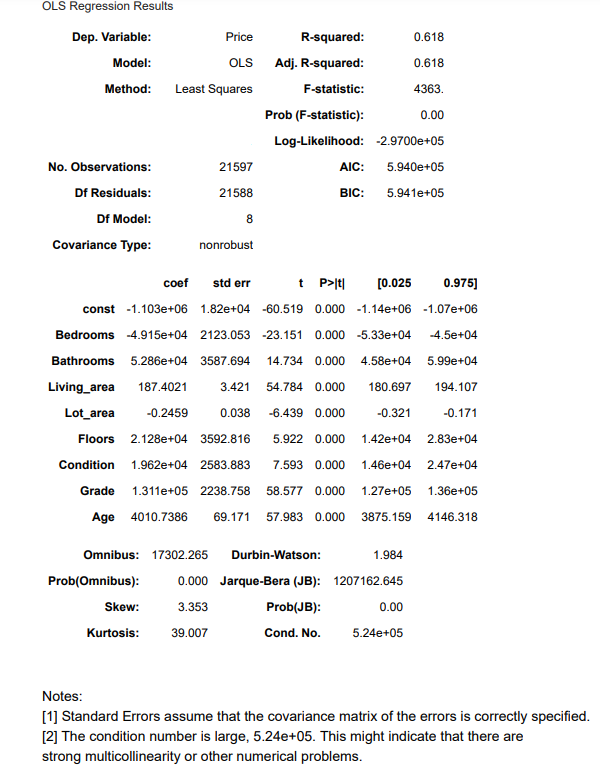 OLS Regression Results
Dep. Variable: Price R-squared: 0.618
Model: OLS Adj. R-squared: 0.618
Method: Least Squares F-statistic: 4363.
Prob (F-statistic): 0.00
Log-Likelihood: -2.9700e+05
No. Observations: 21597 AIC: 5.940e+05
Df Residuals: 21588 BIC: 5.941e+05
Df Model: 8
Covariance Type: nonrobust
coef std err t P>|t| [0.025 0.975]
const -1.103e+06 1.82e+04 -60.519 0.000 -1.14e+06 -1.07e+06
Bedrooms -4.915e+04 2123.053 -23.151 0.000 -5.33e+04 -4.5e+04
Bathrooms 5.286e+04 3587.694 14.734 0.000 4.58e+04 5.99e+04
Living_area 187.4021 3.421 54.784 0.000 180.697 194.107
Lot_area -0.2459 0.038 -6.439 0.000 -0.321 -0.171
Floors 2.128e+04 3592.816 5.922 0.000 1.42e+04 2.83e+04
Condition 1.962e+04 2583.883 7.593 0.000 1.46e+04 2.47e+04
Grade 1.311e+05 2238.758 58.577 0.000 1.27e+05 1.36e+05
Age 4010.7386 69.171 57.983 0.000 3875.159 4146.318
Omnibus: 17302.265 Durbin-Watson: 1.984
Prob(Omnibus): 0.000 Jarque-Bera (JB): 1207162.645
Skew: 3.353 Prob(JB): 0.00
Kurtosis: 39.007 Cond. No. 5.24e+05
Notes:
[1] Standard Errors assume that the covariance matrix of the errors is correctly specified.
[2] The condition number is large, 5.24e+05. This might indicate that there are
strong multicollinearity or other numerical problems.